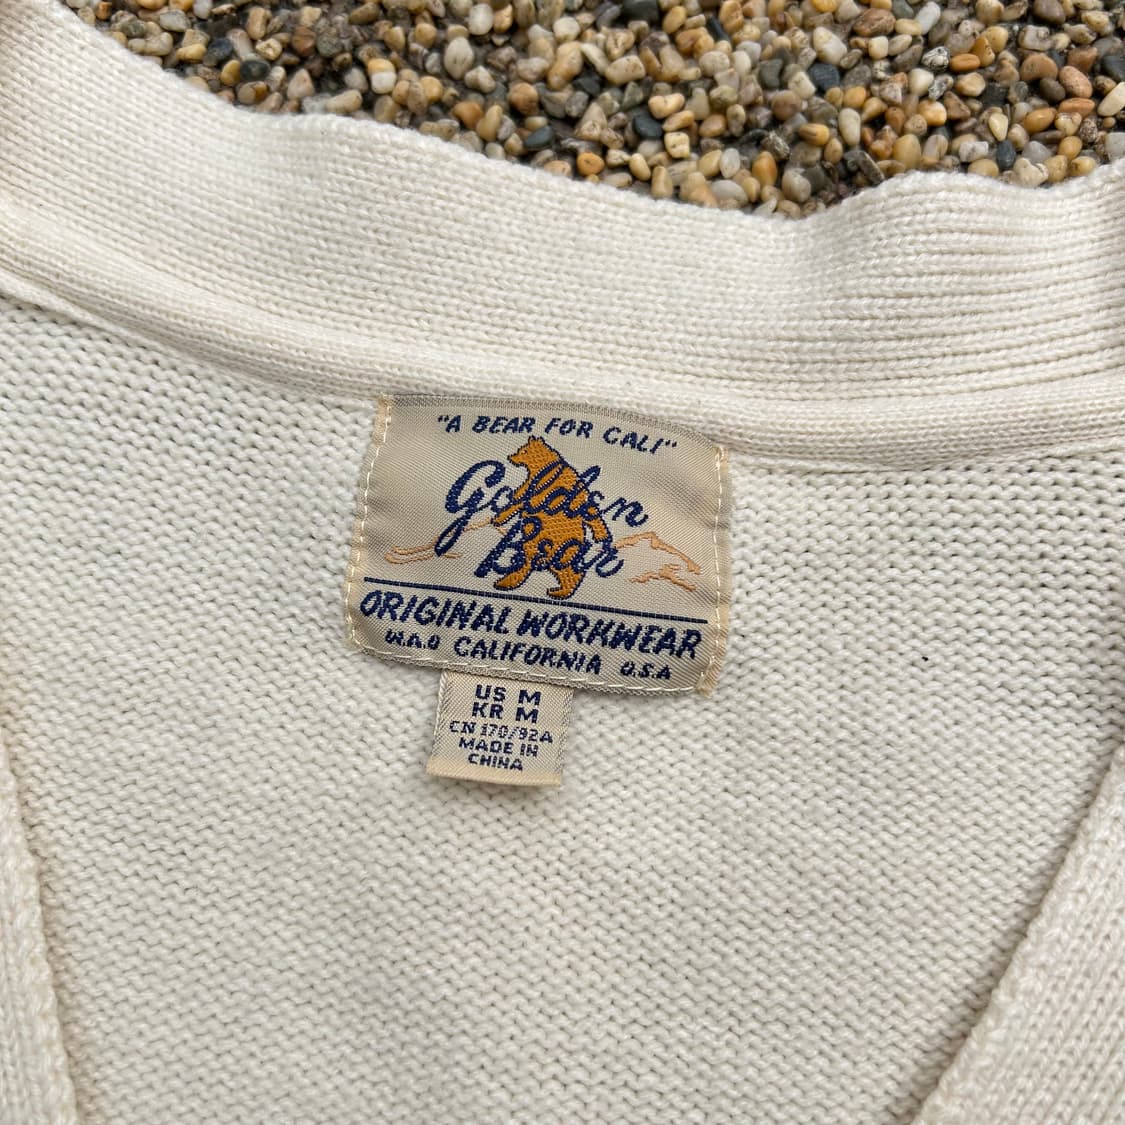 "A BEAR FOR CALI"
Golden
Bear
ORIGINAL WORKWEAR
W.A.O CALIFORNIA U.S.A
US M
KR M
CN 170/92A
MADE IN
CHINA